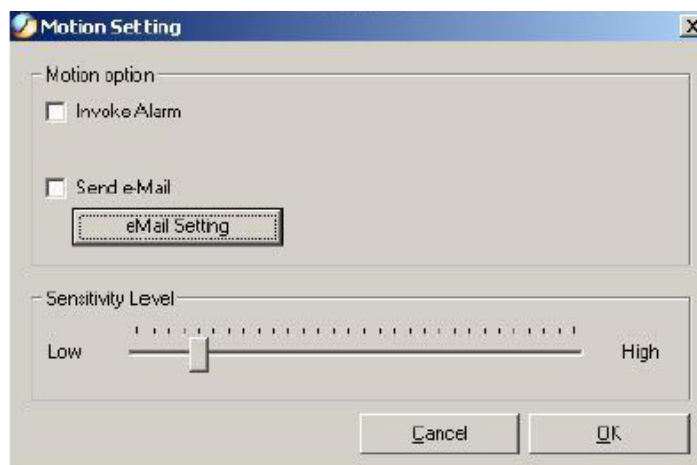 Motion Setting
Motion option
Invoke Alarm
Send e-Mail
eMail Setting
Sensitivity Level
Low
High
Cancel
OK